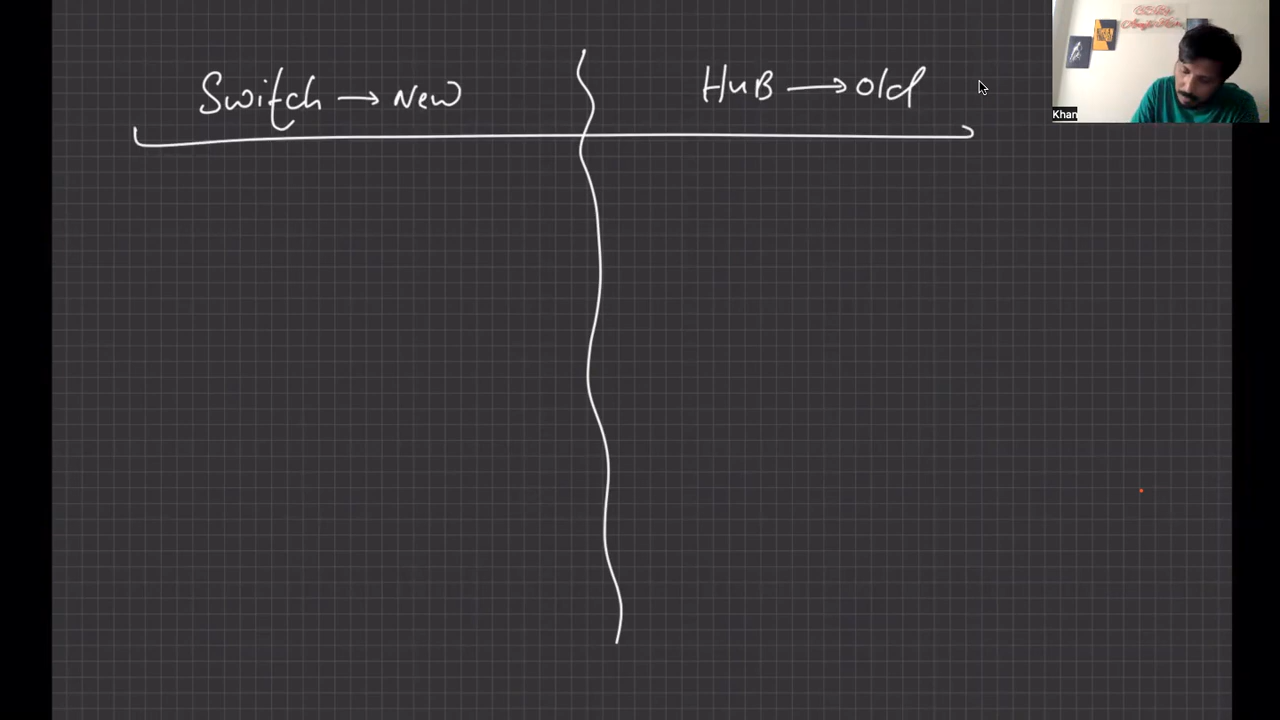 Switch → New
HuB → old
Khan